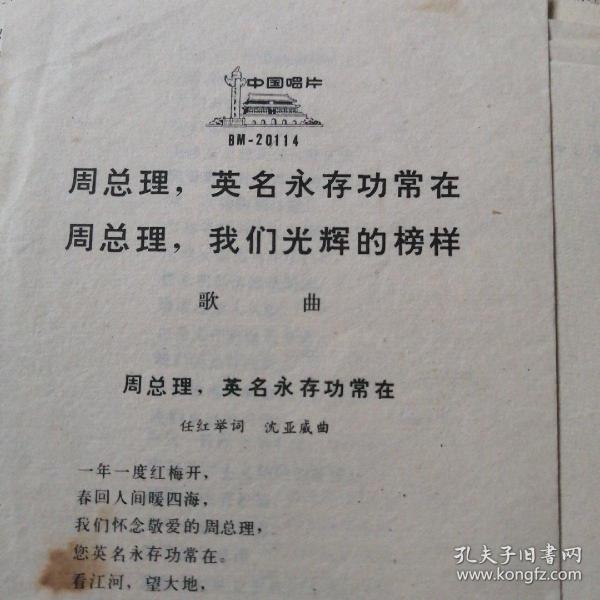 中国唱片
BM-20114
周总理，英名永存功常在
周总理，我们光辉的榜样
歌 曲
周总理，英名永存功常在
任红举词 沈亚威曲
一年一度红梅开，
春回人间暖四海，
我们怀念敬爱的周总理，
您英名永存功常在。
看江河，望大地，
孔夫子旧书网
www.kongfz.com